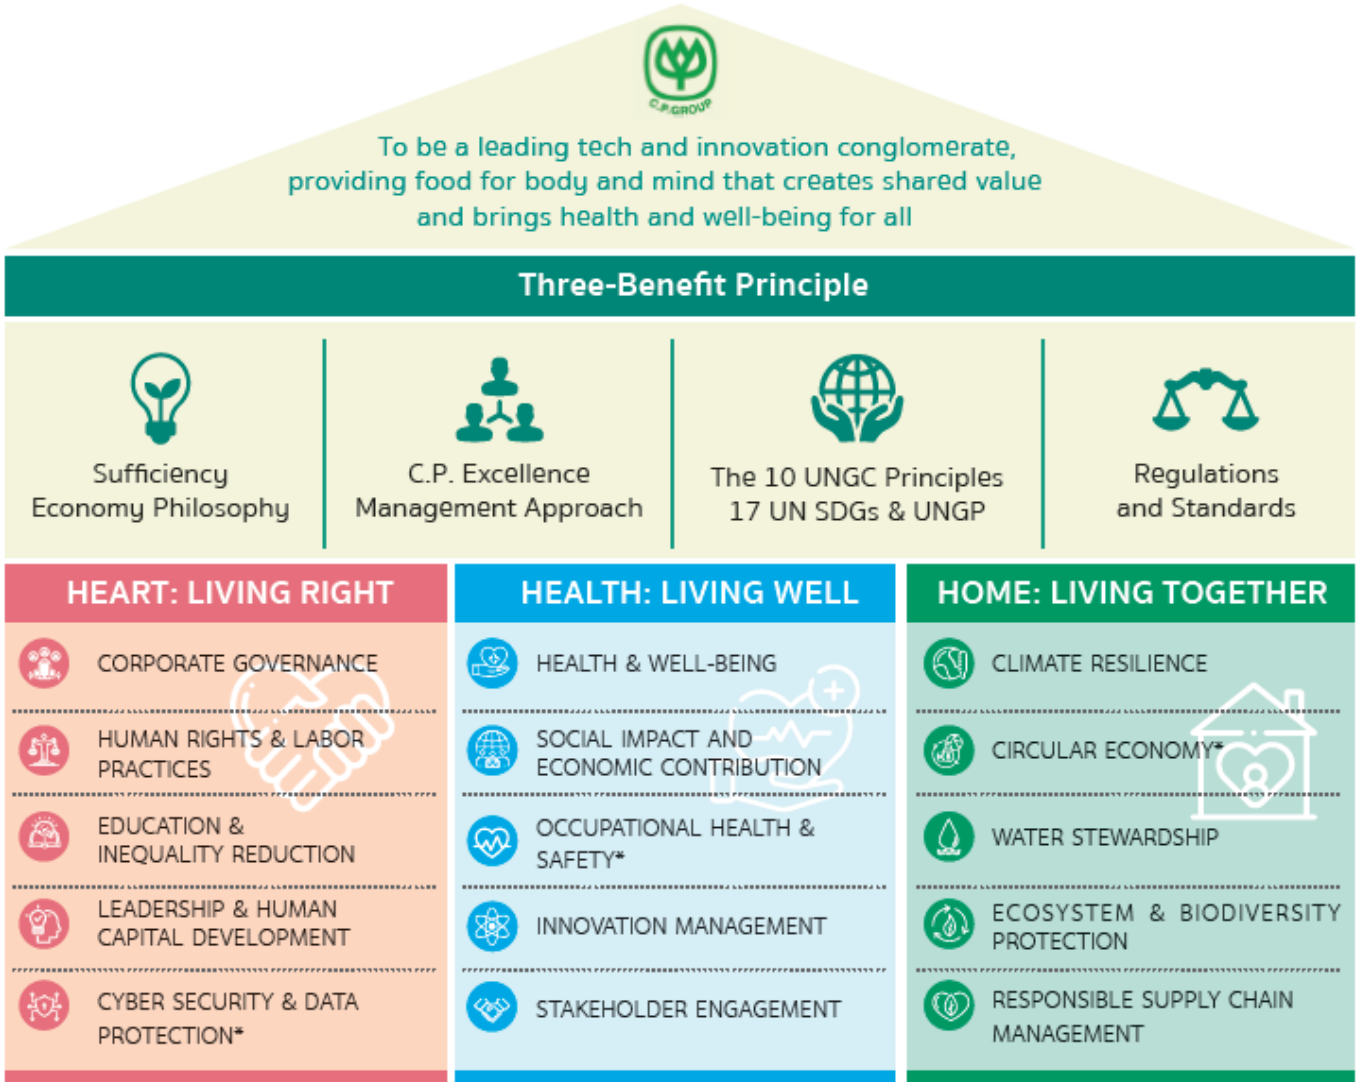 C.P.GROUP
To be a leading tech and innovation conglomerate,
providing food for body and mind that creates shared value
and brings health and well-being for all
Three-Benefit Principle
Sufficiency
Economy Philosophy
C.P. Excellence
Management Approach
The 10 UNGC Principles
17 UN SDGs & UNGP
Regulations
and Standards
HEART: LIVING RIGHT
CORPORATE GOVERNANCE
HUMAN RIGHTS & LABOR
PRACTICES
EDUCATION &
INEQUALITY REDUCTION
LEADERSHIP & HUMAN
CAPITAL DEVELOPMENT
CYBER SECURITY & DATA
PROTECTION*
HEALTH: LIVING WELL
HEALTH & WELL-BEING
SOCIAL IMPACT AND
ECONOMIC CONTRIBUTION
OCCUPATIONAL HEALTH &
SAFETY*
INNOVATION MANAGEMENT
STAKEHOLDER ENGAGEMENT
HOME: LIVING TOGETHER
CLIMATE RESILIENCE
CIRCULAR ECONOMY*
WATER STEWARDSHIP
ECOSYSTEM & BIODIVERSITY
PROTECTION
RESPONSIBLE SUPPLY CHAIN
MANAGEMENT